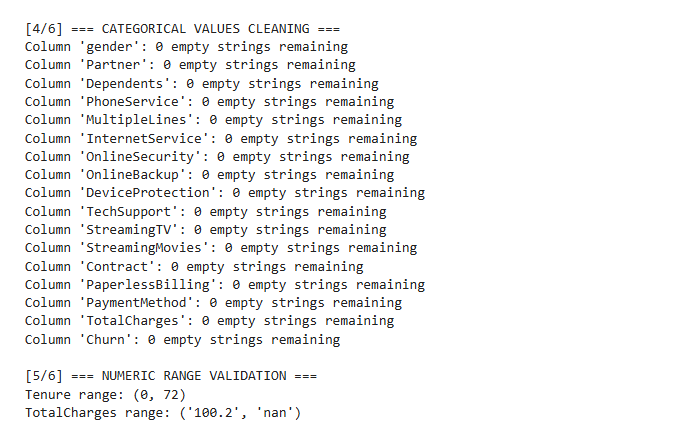 [4/6] === CATEGORICAL VALUES CLEANING ===
Column 'gender': 0 empty strings remaining
Column 'Partner': 0 empty strings remaining
Column 'Dependents': 0 empty strings remaining
Column 'PhoneService': 0 empty strings remaining
Column 'MultipleLines': 0 empty strings remaining
Column 'InternetService': 0 empty strings remaining
Column 'OnlineSecurity': 0 empty strings remaining
Column 'OnlineBackup': 0 empty strings remaining
Column 'DeviceProtection': 0 empty strings remaining
Column 'TechSupport': 0 empty strings remaining
Column 'StreamingTV': 0 empty strings remaining
Column 'StreamingMovies': 0 empty strings remaining
Column 'Contract': 0 empty strings remaining
Column 'PaperlessBilling': 0 empty strings remaining
Column 'PaymentMethod': 0 empty strings remaining
Column 'TotalCharges': 0 empty strings remaining
Column 'Churn': 0 empty strings remaining
[5/6] === NUMERIC RANGE VALIDATION ===
Tenure range: (0, 72)
TotalCharges range: ('100.2', 'nan')